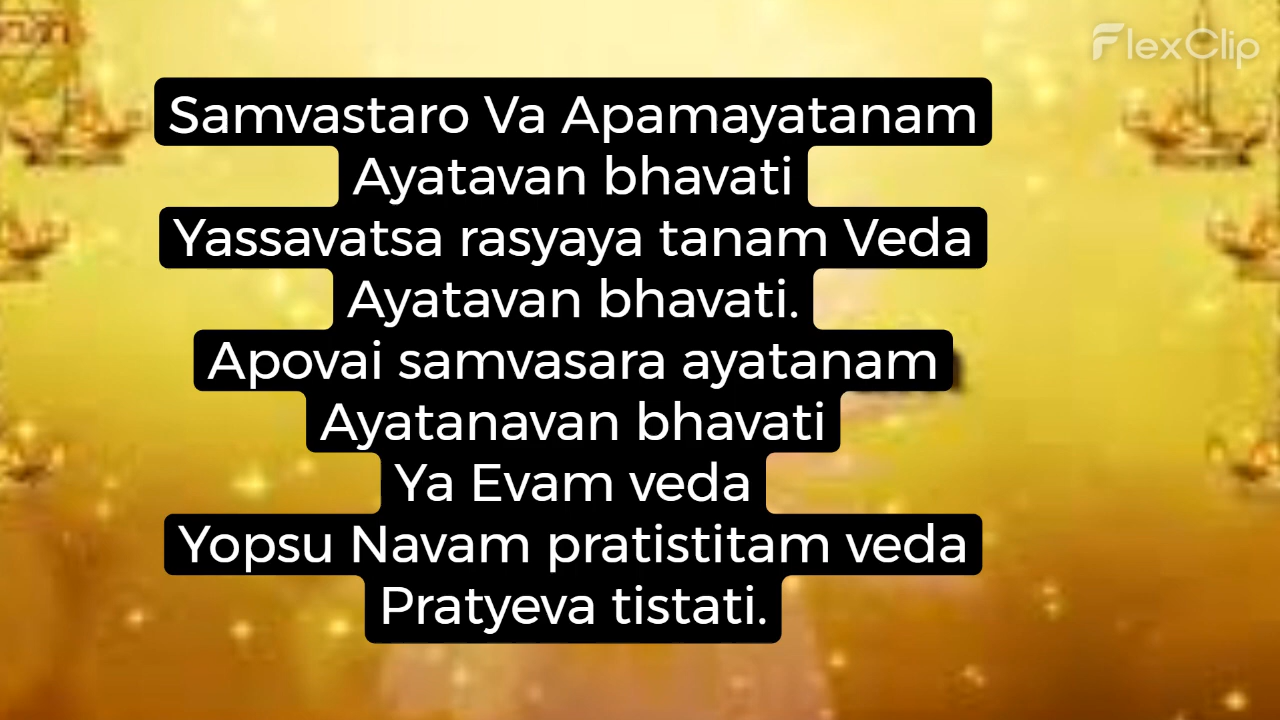 FlexClip
Samvastaro Va Apamayatanam
Ayatavan bhavati
Yassavatsa rasyaya tanam Veda
Ayatavan bhavati.
Apovai samvasara ayatanam
Ayatanavan bhavati
Ya Evam veda
Yopsu Navam pratistitam veda
Pratyeva tistati.